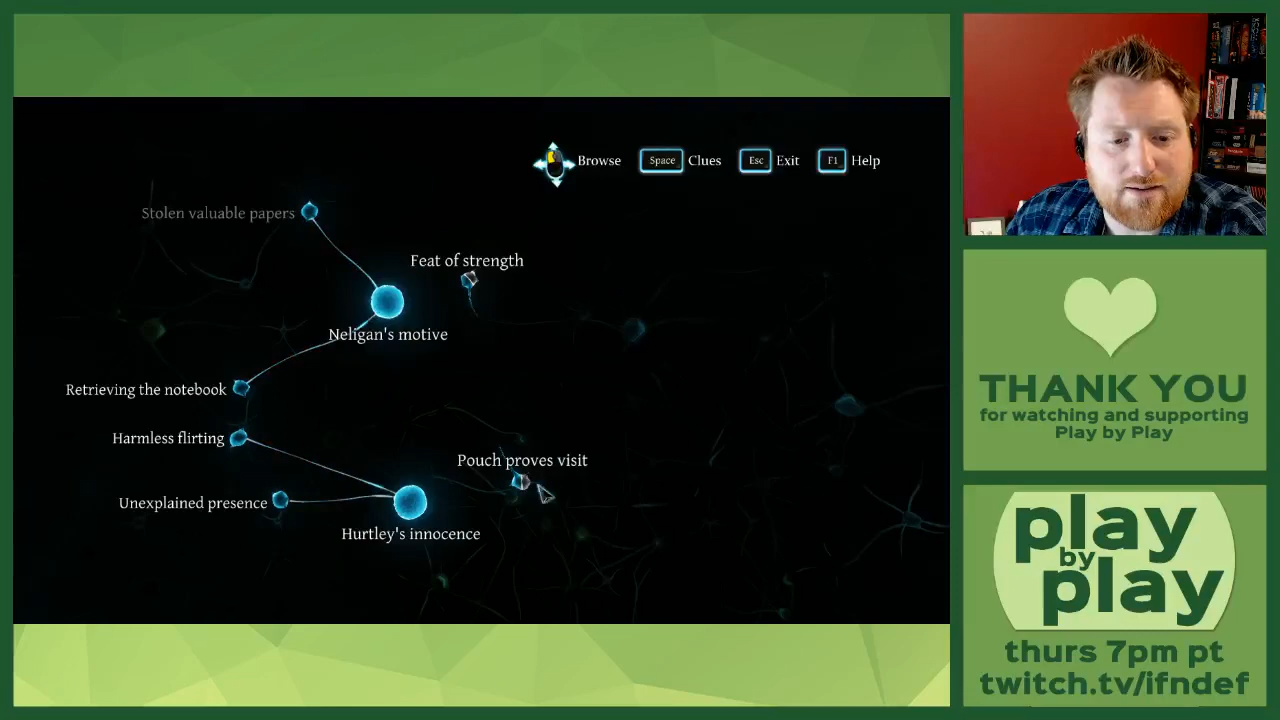 Browse
Space
Clues
Esc
Exit
F1
Help
Stolen valuable papers
Feat of strength
Neligan's motive
Retrieving the notebook
Harmless flirting
Pouch proves visit
Unexplained presence
Hurtley's innocence
THANK YOU
for watching and supporting
Play by Play
play
by
play
thurs 7pm pt
twitch.tv/ifndef